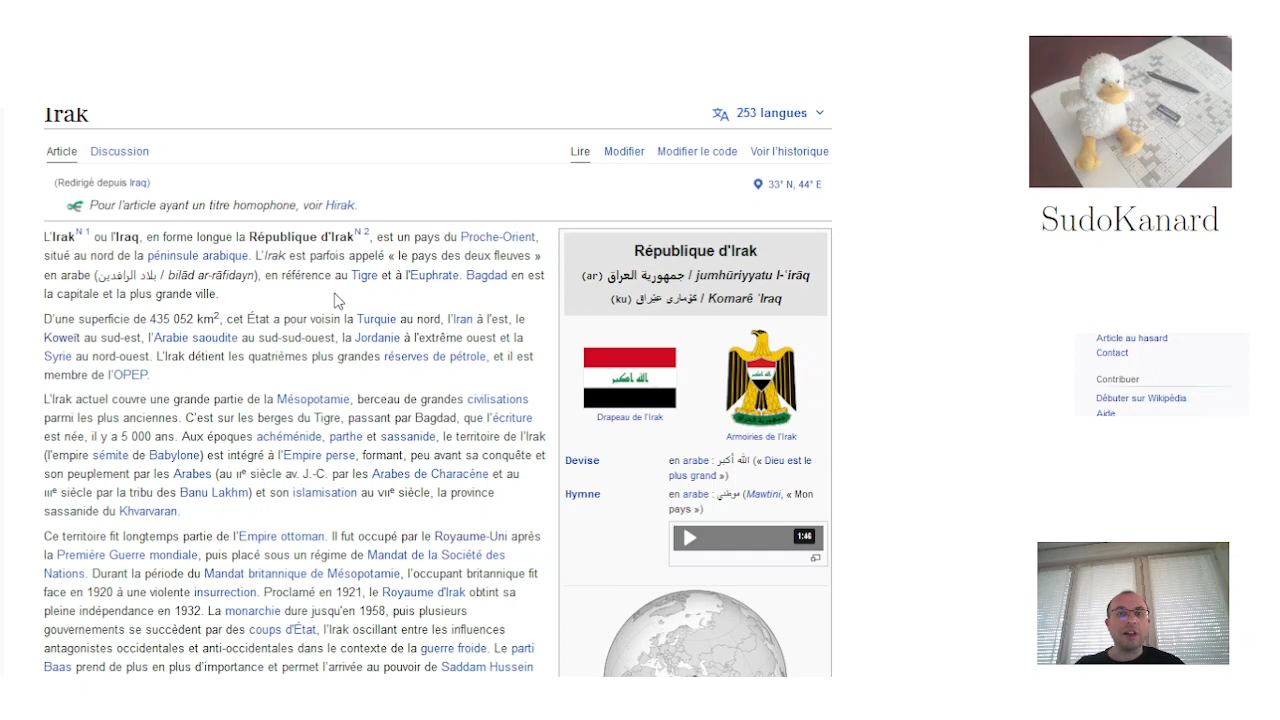 Irak
253 langues
Article Discussion
Lire Modifier Modifier le code Voir l'historique
(Redirigé depuis Iraq)
33° N, 44° E
Pour l'article ayant un titre homophone, voir Hirak.
L'Irak N 1 ou l'Iraq, en forme longue la République d'Irak N 2, est un pays du Proche-Orient,
situé au nord de la péninsule arabique. L'Irak est parfois appelé « le pays des deux fleuves »
en arabe (بلاد الرافدين / bilād ar-rāfidayn), en référence au Tigre et à l'Euphrate. Bagdad en est
la capitale et la plus grande ville.
D'une superficie de 435 052 km2, cet État a pour voisin la Turquie au nord, l'Iran à l'est, le
Koweït au sud-est, l'Arabie saoudite au sud-sud-ouest, la Jordanie à l'extrême ouest et la
Syrie au nord-ouest. L'Irak détient les quatrièmes plus grandes réserves de pétrole, et il est
membre de l'OPEP.
L'Irak actuel couvre une grande partie de la Mésopotamie, berceau de grandes civilisations
parmi les plus anciennes. C'est sur les berges du Tigre, passant par Bagdad, que l'écriture
est née, il y a 5 000 ans. Aux époques achéménide, parthe et sassanide, le territoire de l'Irak
(l'empire sémite de Babylone) est intégré à l'Empire perse, formant, peu avant sa conquête et
son peuplement par les Arabes (au IIe siècle av. J.-C. par les Arabes de Characène et au
IIIe siècle par la tribu des Banu Lakhm) et son islamisation au VIIe siècle, la province
sassanide du Khvarvaran.
Ce territoire fit longtemps partie de l'Empire ottoman. Il fut occupé par le Royaume-Uni après
la Première Guerre mondiale, puis placé sous un régime de Mandat de la Société des
Nations. Durant la période du Mandat britannique de Mésopotamie, l'occupant britannique fit
face en 1920 à une violente insurrection. Proclamé en 1921, le Royaume d'Irak obtint sa
pleine indépendance en 1932. La monarchie dure jusqu'en 1958, puis plusieurs
gouvernements se succèdent par des coups d'État, l'Irak oscillant entre les influences
antagonistes occidentales et anti-occidentales dans le contexte de la guerre froide. Le parti
Baas prend de plus en plus d'importance et permet l'arrivée au pouvoir de Saddam Hussein
République d'Irak
(ar) جمهورية العراق / jumhūriyyatu l-ʿirāq
(ku) كۆماری عێراق / Komarê 'Iraq
Drapeau de l'Irak
Armoiries de l'Irak
Devise
en arabe : الله أكبر (« Dieu est le
plus grand »)
Hymne
en arabe : موطني (Mawtini, « Mon
pays »)
1:46
SudoKanard
Article au hasard
Contact
Contribuer
Débuter sur Wikipédia
Aide